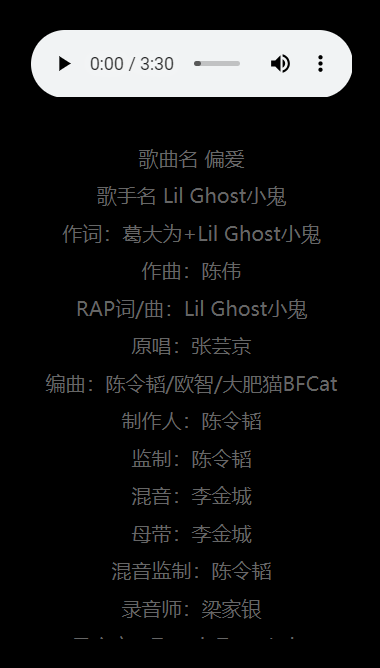 0:00 / 3:30
歌曲名 偏爱
歌手名 Lil Ghost小鬼
作词：葛大为+Lil Ghost小鬼
作曲：陈伟
RAP词/曲：Lil Ghost小鬼
原唱：张芸京
编曲：陈令韬/欧智/大肥猫BFCat
制作人：陈令韬
监制：陈令韬
混音：李金城
母带：李金城
混音监制：陈令韬
录音师：梁家银